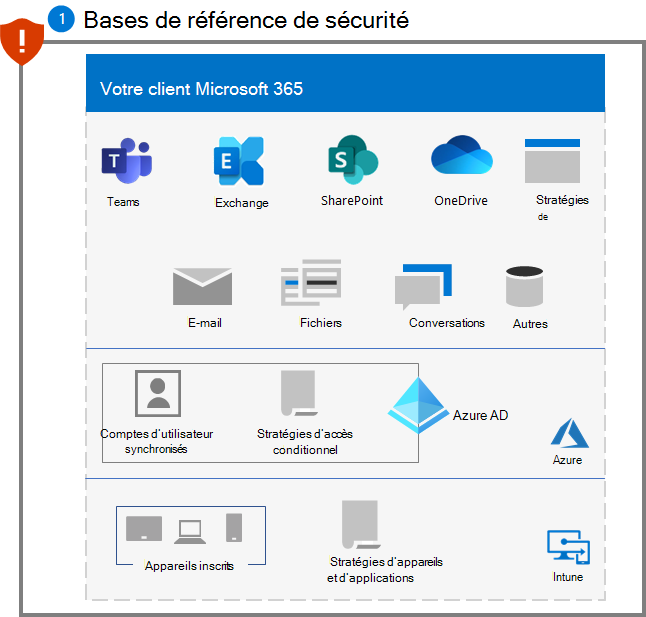 1 Bases de référence de sécurité
Votre client Microsoft 365
T
E
S
Teams
Exchange
SharePoint
OneDrive
Stratégies
de
E-mail
Fichiers
Conversations
Autres
Comptes d'utilisateur
synchronisés
Stratégies d'accès
conditionnel
Azure AD
Azure
Appareils inscrits
Stratégies d'appareils
et d'applications
Intune